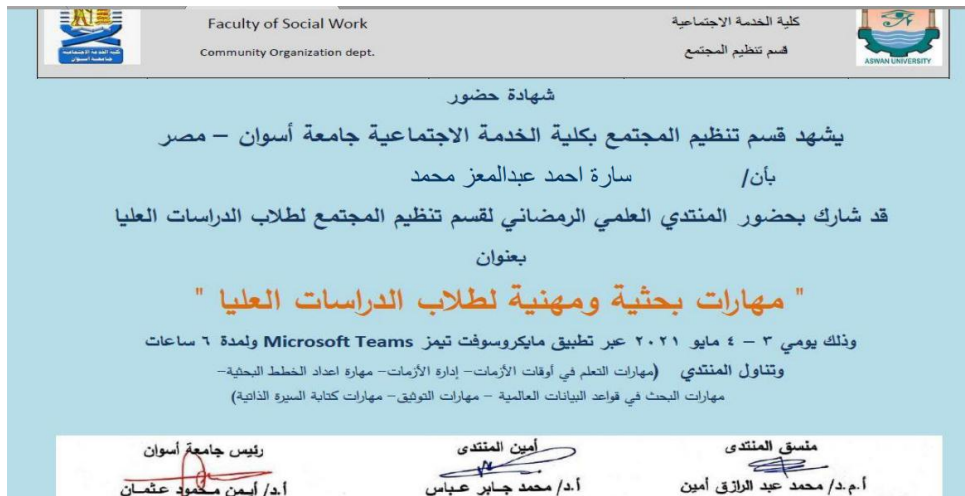 Faculty of Social Work
Community Organization dept.
كلية الخدمة الاجتماعية
قسم تنظيم المجتمع
كلية الخدمة الاجتماعية
جامعة أسوان
ASWAN UNIVERSITY
شهادة حضور
يشهد قسم تنظيم المجتمع بكلية الخدمة الاجتماعية جامعة أسوان – مصر
بأن/ سارة احمد عبدالمعز محمد
قد شارك بحضور المنتدي العلمي الرمضاني لقسم تنظيم المجتمع لطلاب الدراسات العليا
بعنوان
" مهارات بحثية ومهنية لطلاب الدراسات العليا "
وذلك يومي ٣ – ٤ مايو ٢٠٢١ عبر تطبيق مايكروسوفت تيمز Microsoft Teams ولمدة ٦ ساعات
وتناول المنتدي (مهارات التعلم في أوقات الأزمات– إدارة الأزمات– مهارة اعداد الخطط البحثية–
مهارات البحث في قواعد البيانات العالمية – مهارات التوثيق– مهارات كتابة السيرة الذاتية)
منسق المنتدى
أ.م.د/ محمد عبد الرازق أمين
أمين المنتدى
أ.د/ محمد جابر عباس
رئيس جامعة أسوان
أ.د/ أيمن محمود عثمان